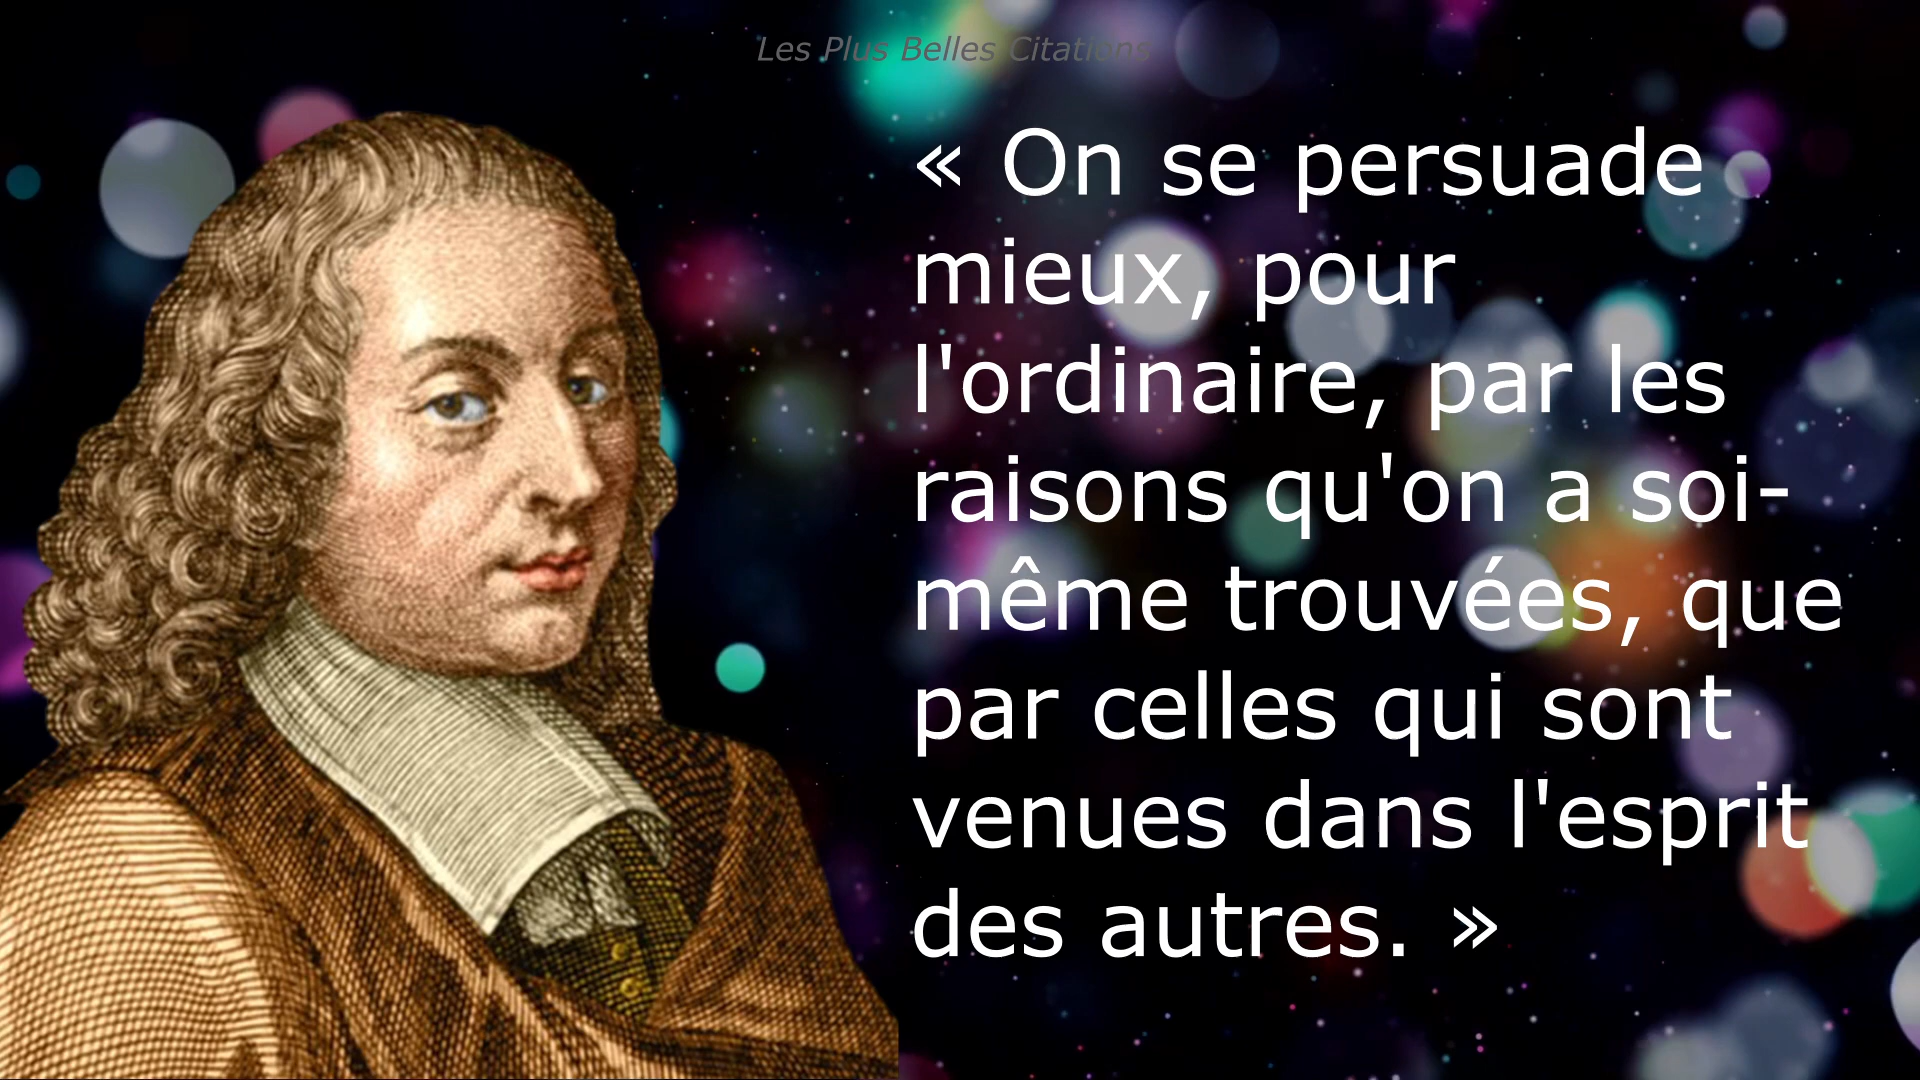 Les Plus Belles Citations
« On se persuade
mieux, pour
l'ordinaire, par les
raisons qu'on a soi-
même trouvées, que
par celles qui sont
venues dans l'esprit
des autres. »